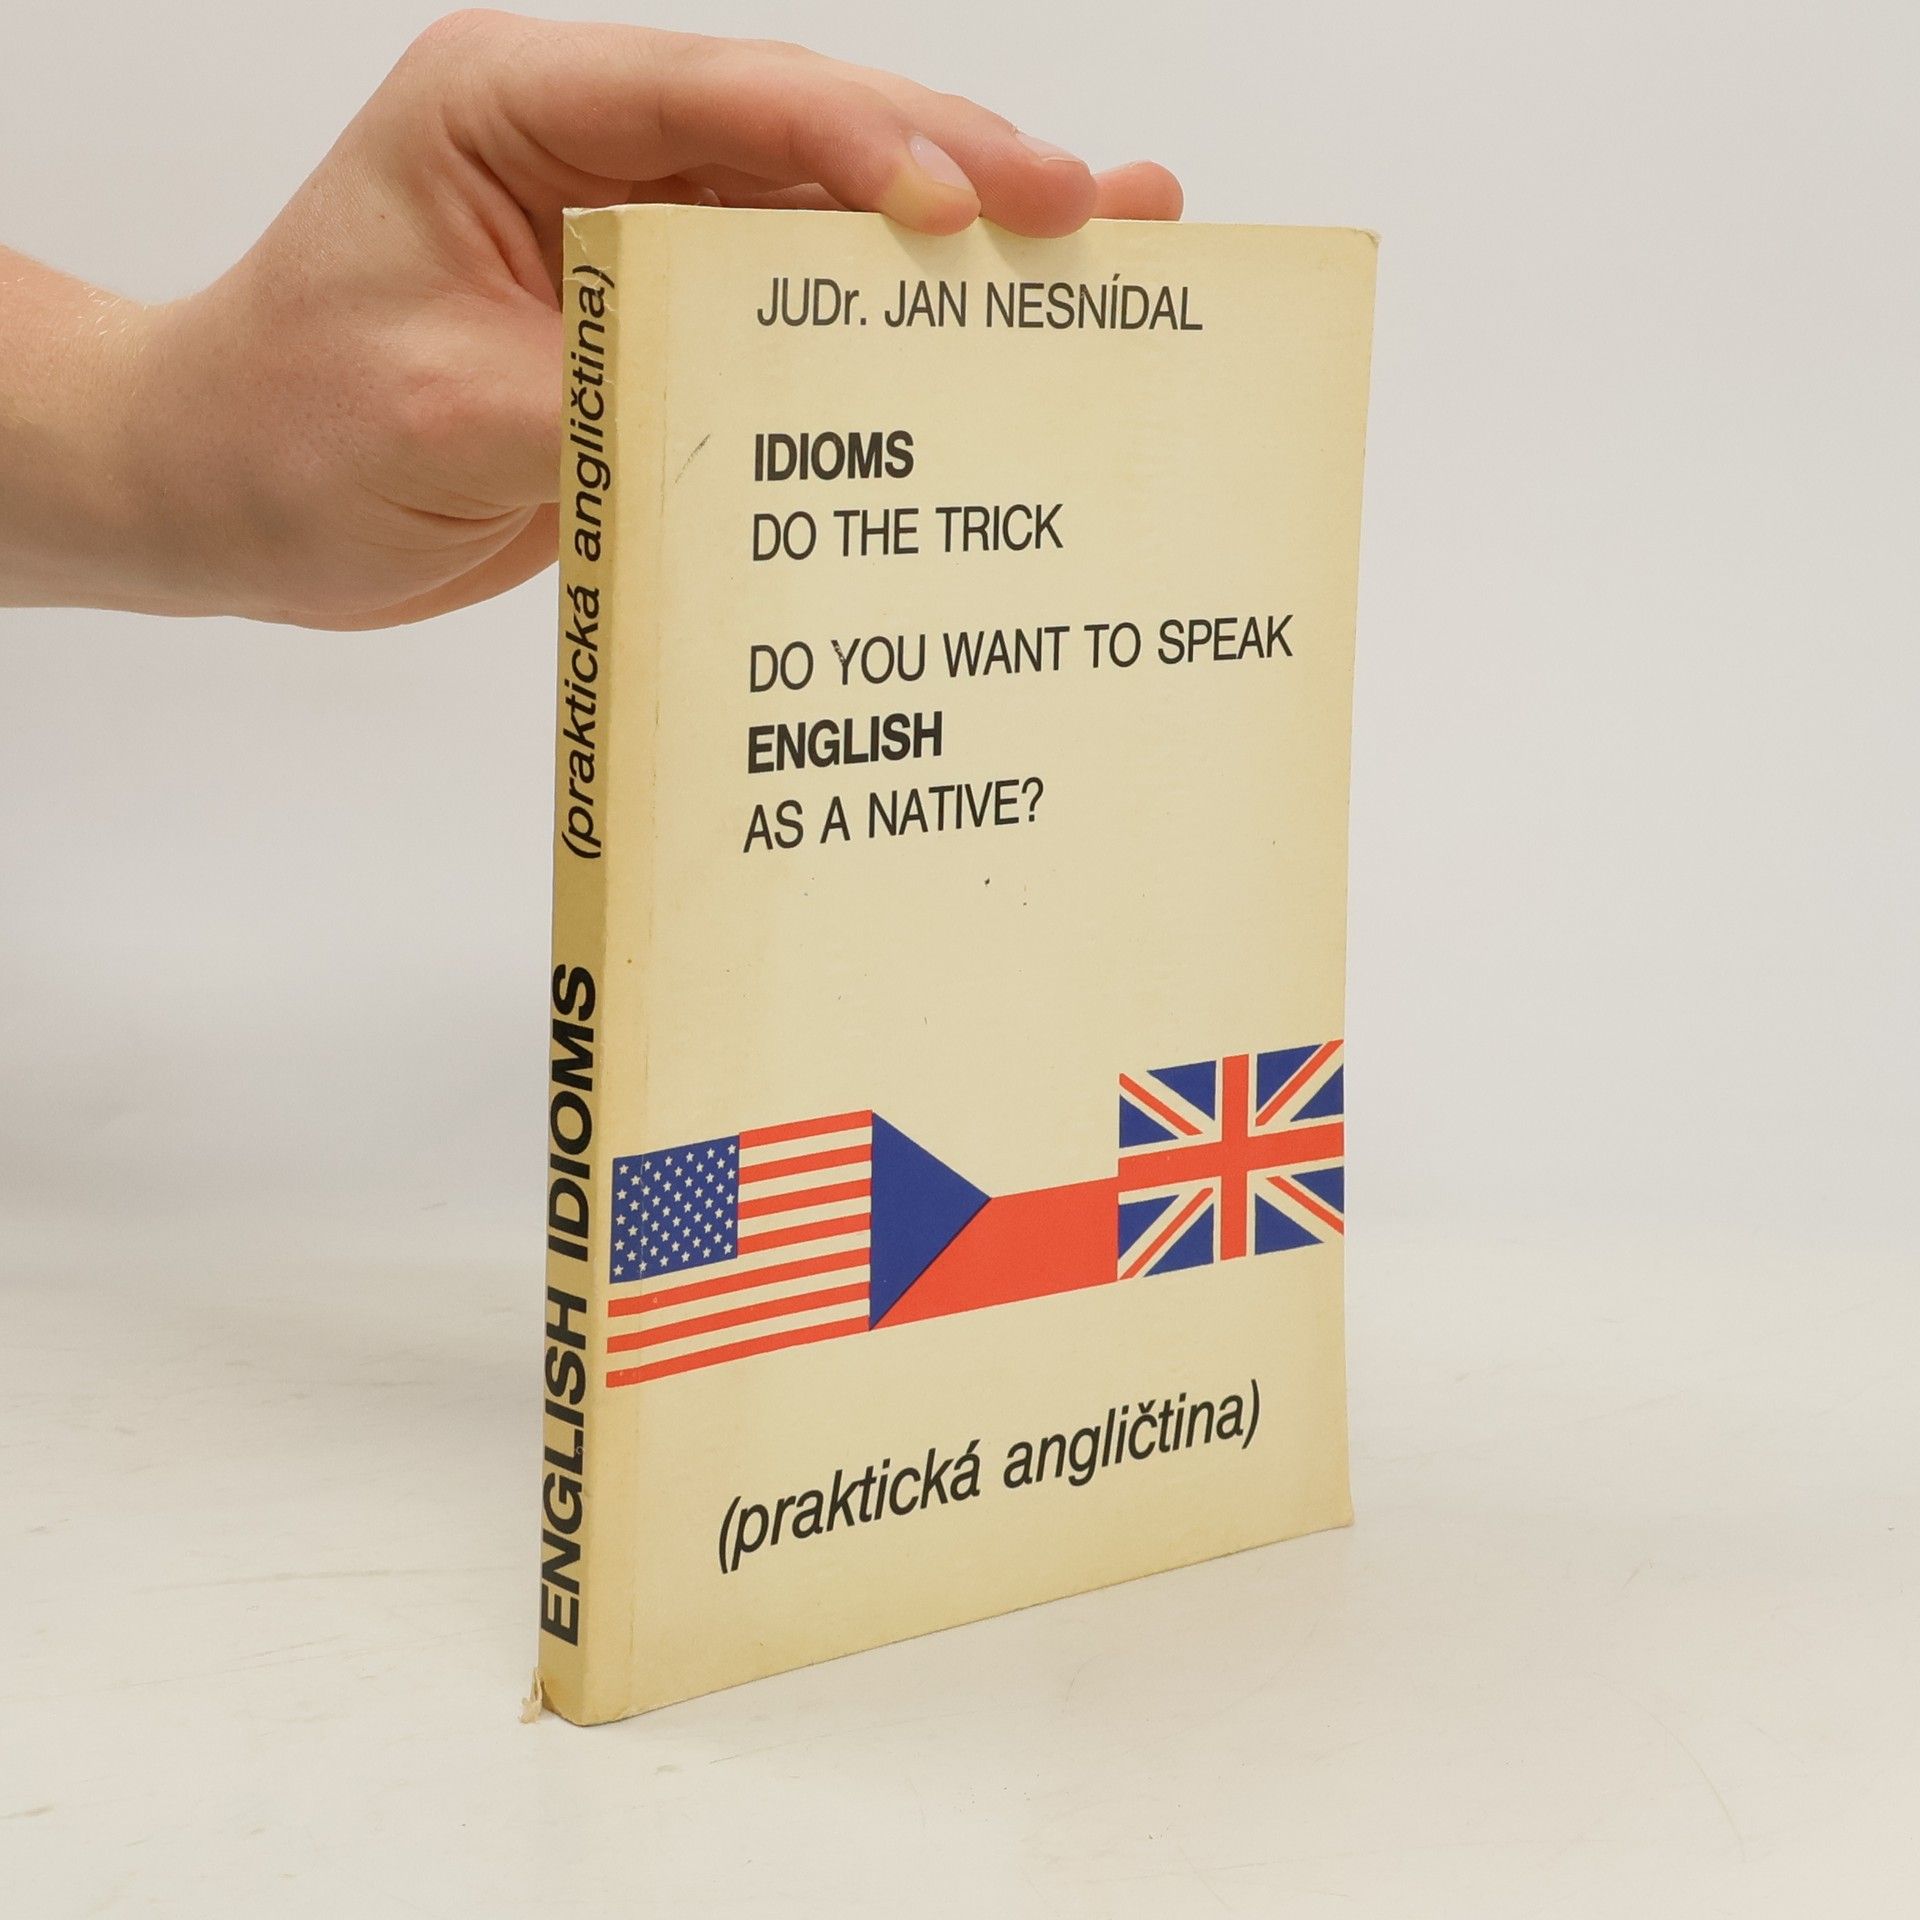 JUDr. JAN NESNÍDAL
IDIOMS
DO THE TRICK
DO YOU WANT TO SPEAK
ENGLISH
AS A NATIVE?
(praktická angličtina)
ENGLISH IDIOMS (praktická angličtina)